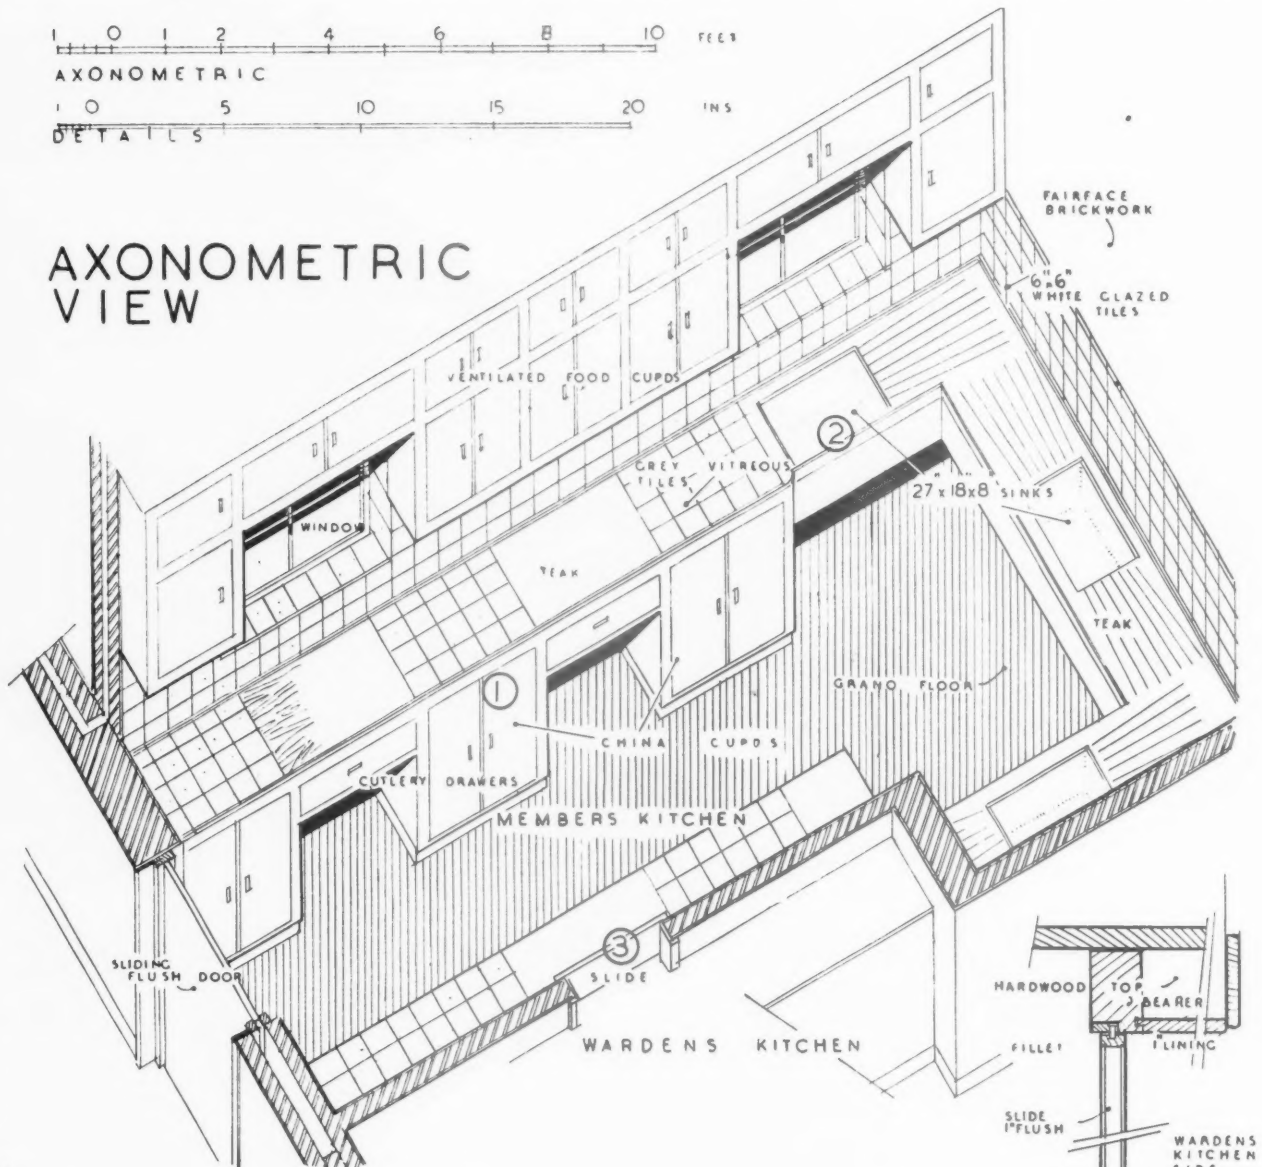 1 0 1 2 4 6 8 10 FEET
AXONOMETRIC
1 0 5 10 15 20 INS
DETAILS
AXONOMETRIC
VIEW
FAIRFACE
BRICKWORK
6"x6"
WHITE GLAZED
TILES
VENTILATED FOOD CUPDS
2
GREY VITREOUS
TILES
27"x18"x8" SINKS
WINDOW
TEAK
TEAK
GRANO FLOOR
1
CHINA CUPDS
CUTLERY DRAWERS
MEMBERS KITCHEN
SLIDING
FLUSH DOOR
3
SLIDE
WARDENS KITCHEN
HARDWOOD TOP
BEARER
FILLET
1" LINING
SLIDE
1" FLUSH
WARDENS
KITCHEN